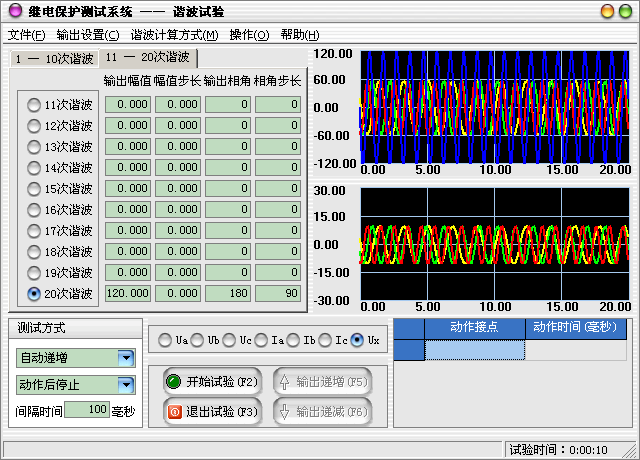 继电保护测试系统 —— 谐波试验
文件(F) 输出设置(C) 谐波计算方式(M) 操作(O) 帮助(H)
1 — 10次谐波 11 — 20次谐波
输出幅值 幅值步长 输出相角 相角步长
11次谐波 0.000 0.000 0 0
12次谐波 0.000 0.000 0 0
13次谐波 0.000 0.000 0 0
14次谐波 0.000 0.000 0 0
15次谐波 0.000 0.000 0 0
16次谐波 0.000 0.000 0 0
17次谐波 0.000 0.000 0 0
18次谐波 0.000 0.000 0 0
19次谐波 0.000 0.000 0 0
20次谐波 120.000 0.000 180 90
120.00
60.00
0.00
-60.00
-120.00
0.00 5.00 10.00 15.00 20.00
30.00
15.00
0.00
-15.00
-30.00
0.00 5.00 10.00 15.00 20.00
测试方式
自动递增
动作后停止
间隔时间 100 毫秒
Ua Ub Uc Ia Ib Ic Ux
开始试验(F2) 输出递增(F5)
退出试验(F3) 输出递减(F6)
动作接点 动作时间(毫秒)
试验时间：0:00:10